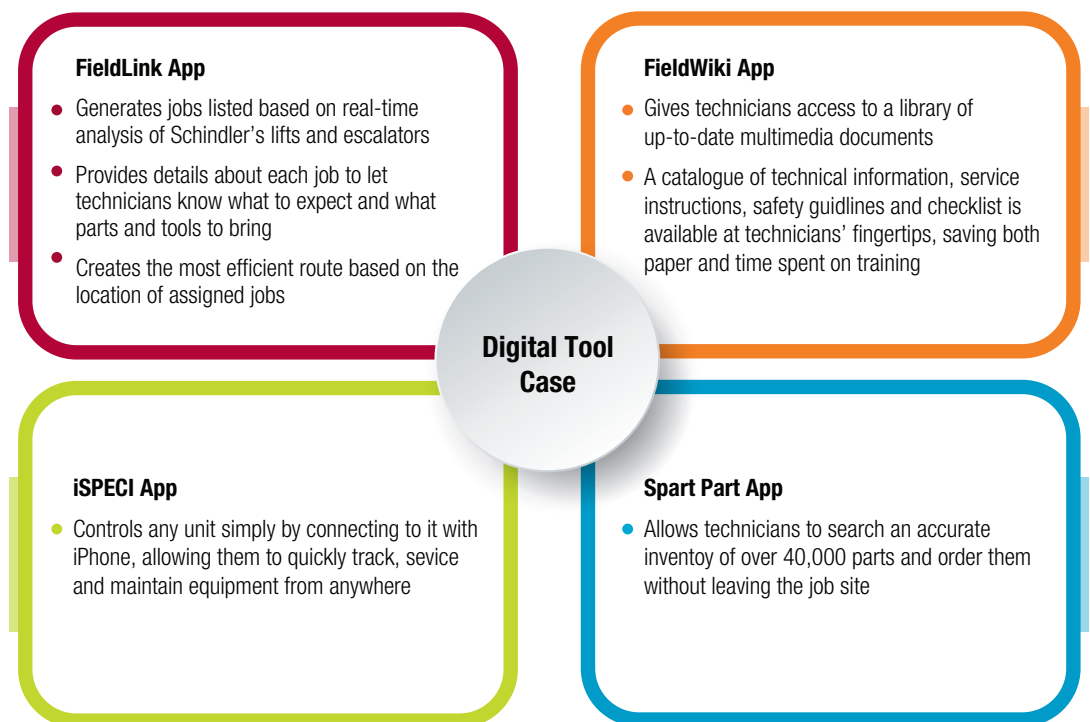 FieldLink App
• Generates jobs listed based on real-time
analysis of Schindler's lifts and escalators
• Provides details about each job to let
technicians know what to expect and what
parts and tools to bring
• Creates the most efficient route based on the
location of assigned jobs
FieldWiki App
• Gives technicians access to a library of
up-to-date multimedia documents
• A catalogue of technical information, service
instructions, safety guidlines and checklist is
available at technicians' fingertips, saving both
paper and time spent on training
Digital Tool
Case
iSPECI App
• Controls any unit simply by connecting to it with
iPhone, allowing them to quickly track, sevice
and maintain equipment from anywhere
Spart Part App
• Allows technicians to search an accurate
inventoy of over 40,000 parts and order them
without leaving the job site